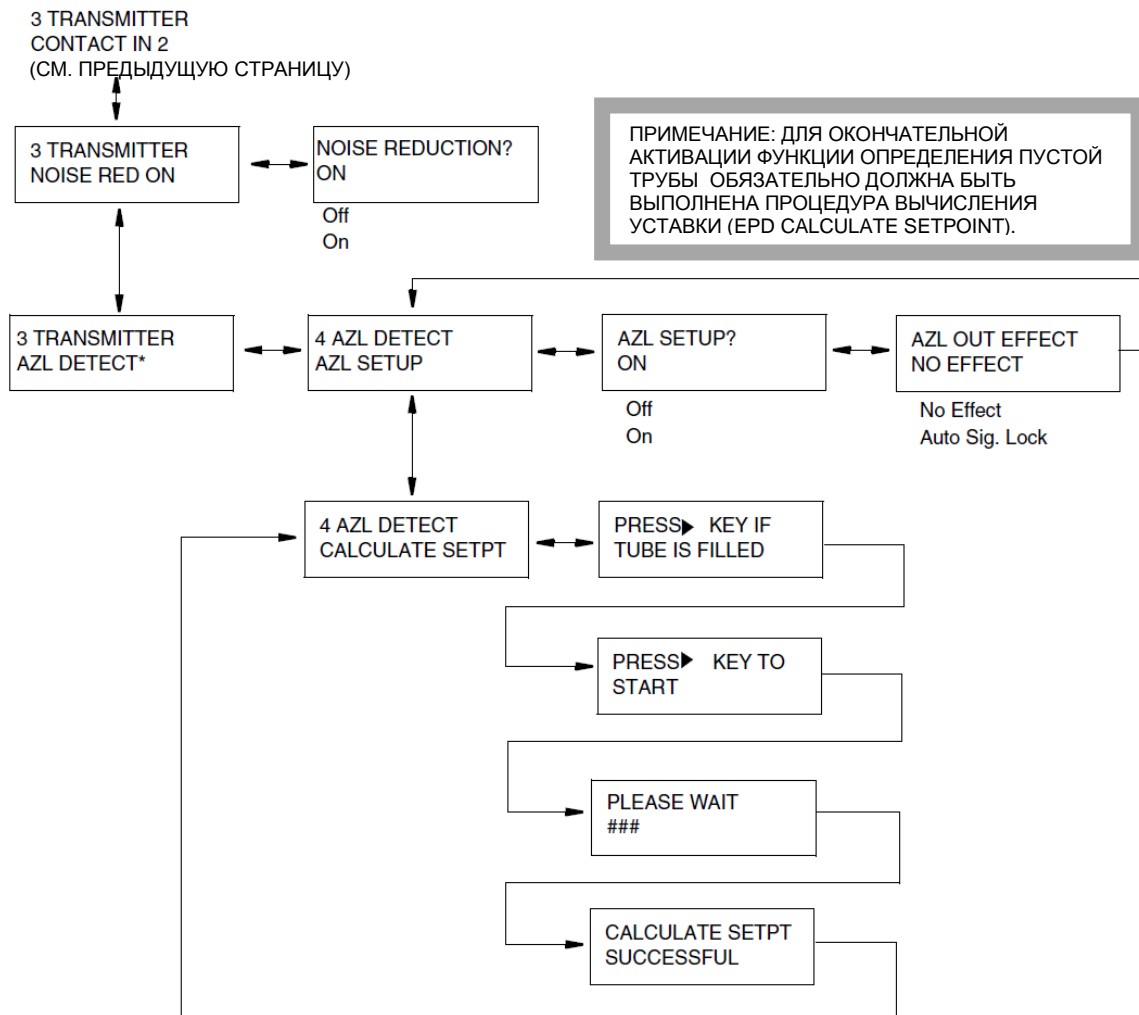 3 TRANSMITTER
CONTACT IN 2
(СМ. ПРЕДЫДУЩУЮ СТРАНИЦУ)
3 TRANSMITTER
NOISE RED ON
NOISE REDUCTION?
ON
Off
On
ПРИМЕЧАНИЕ: ДЛЯ ОКОНЧАТЕЛЬНОЙ
АКТИВАЦИИ ФУНКЦИИ ОПРЕДЕЛЕНИЯ ПУСТОЙ
ТРУБЫ ОБЯЗАТЕЛЬНО ДОЛЖНА БЫТЬ
ВЫПОЛНЕНА ПРОЦЕДУРА ВЫЧИСЛЕНИЯ
УСТАВКИ (EPD CALCULATE SETPOINT).
3 TRANSMITTER
AZL DETECT*
4 AZL DETECT
AZL SETUP
AZL SETUP?
ON
Off
On
AZL OUT EFFECT
NO EFFECT
No Effect
Auto Sig. Lock
4 AZL DETECT
CALCULATE SETPT
PRESS▶ KEY IF
TUBE IS FILLED
PRESS▶ KEY TO
START
PLEASE WAIT
###
CALCULATE SETPT
SUCCESSFUL